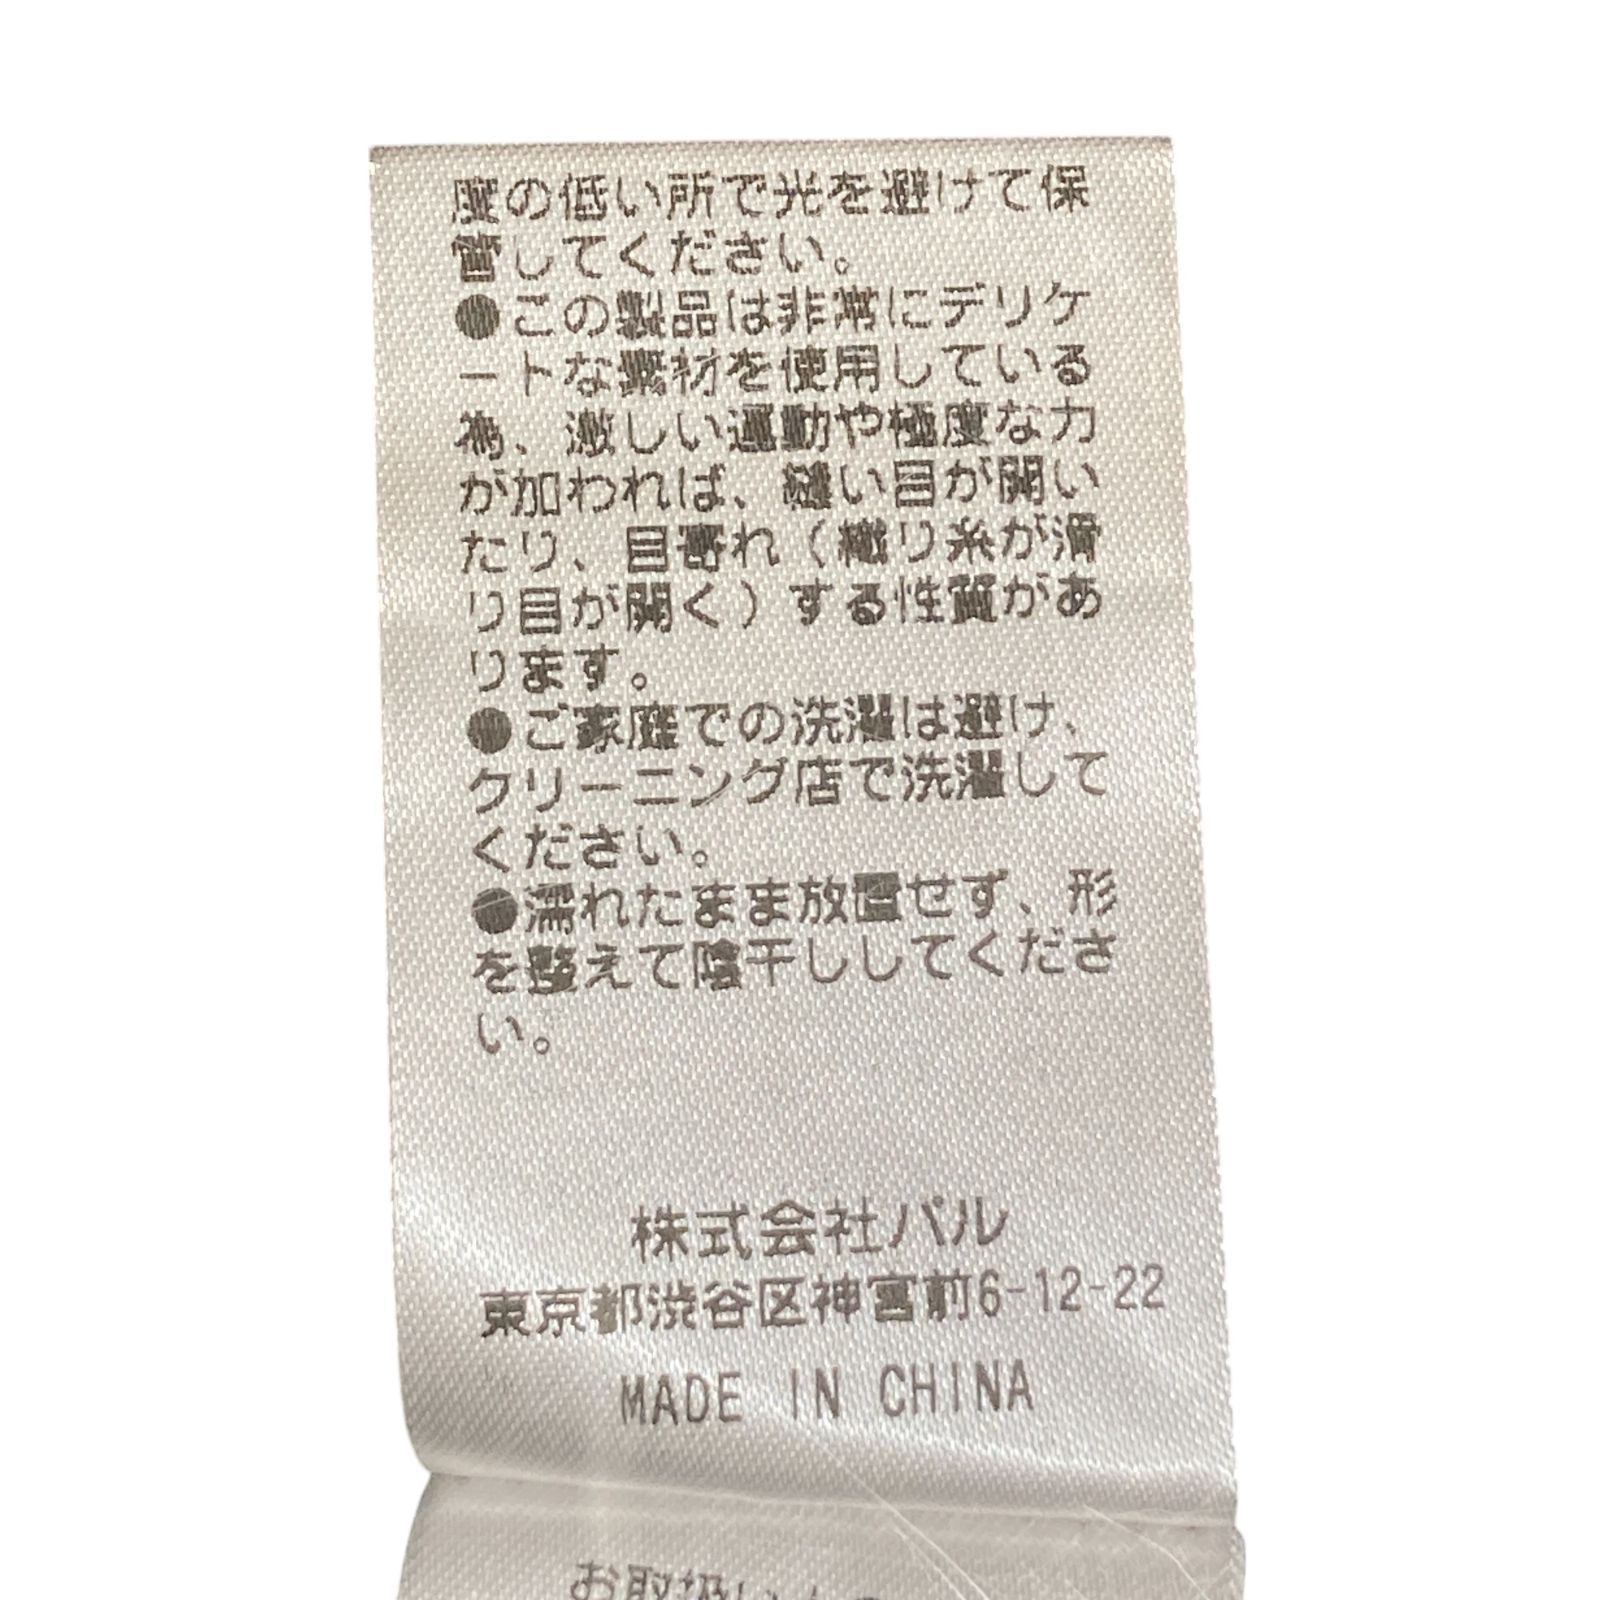 度の低い所で光を避けて保
管してください。
●この製品は非常にデリケ
ートな素材を使用している
為、激しい運動や極度な力
が加われば、縫い目が開い
たり、目寄れ（織り糸が滑
り目が開く）する性質があ
ります。
●ご家庭での洗濯は避け、
クリーニング店で洗濯して
ください。
●濡れたまま放置せず、形
を整えて陰干ししてくださ
い。
株式会社パル
東京都渋谷区神宮前6-12-22
MADE IN CHINA
お取扱い